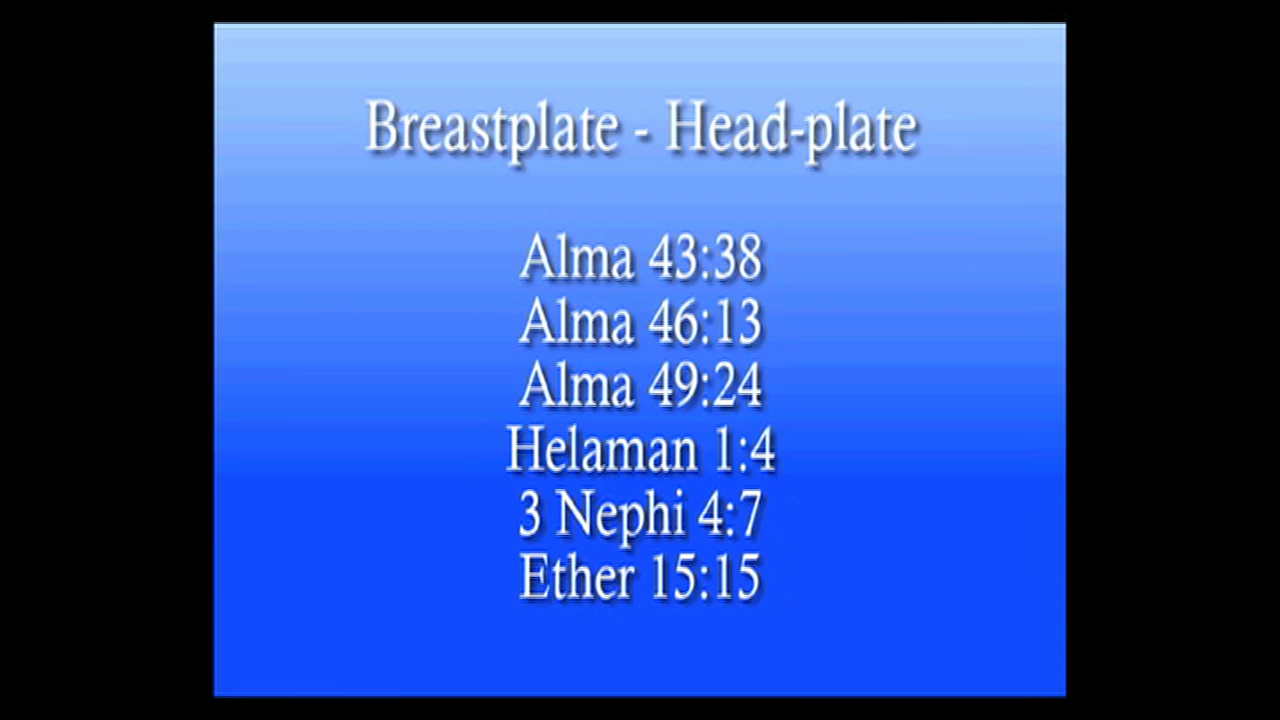 Breastplate - Head-plate
Alma 43:38
Alma 46:13
Alma 49:24
Helaman 1:4
3 Nephi 4:7
Ether 15:15